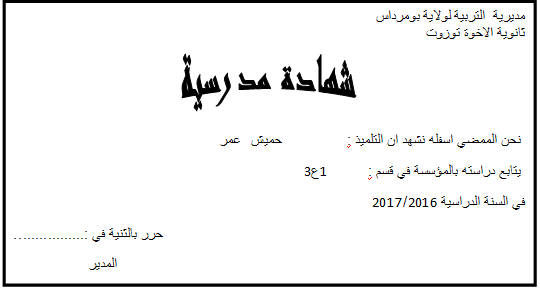 مديرية التربية لولاية بومرداس
ثانوية الاخوة توزوت
شهادة مدرسية
نحن الممضي اسفله نشهد ان التلميذ : حميش عمر
يتابع دراسته بالمؤسسة في قسم : 1ع3
في السنة الدراسية 2017/2016
حرر بالثنية في :..................
المدير